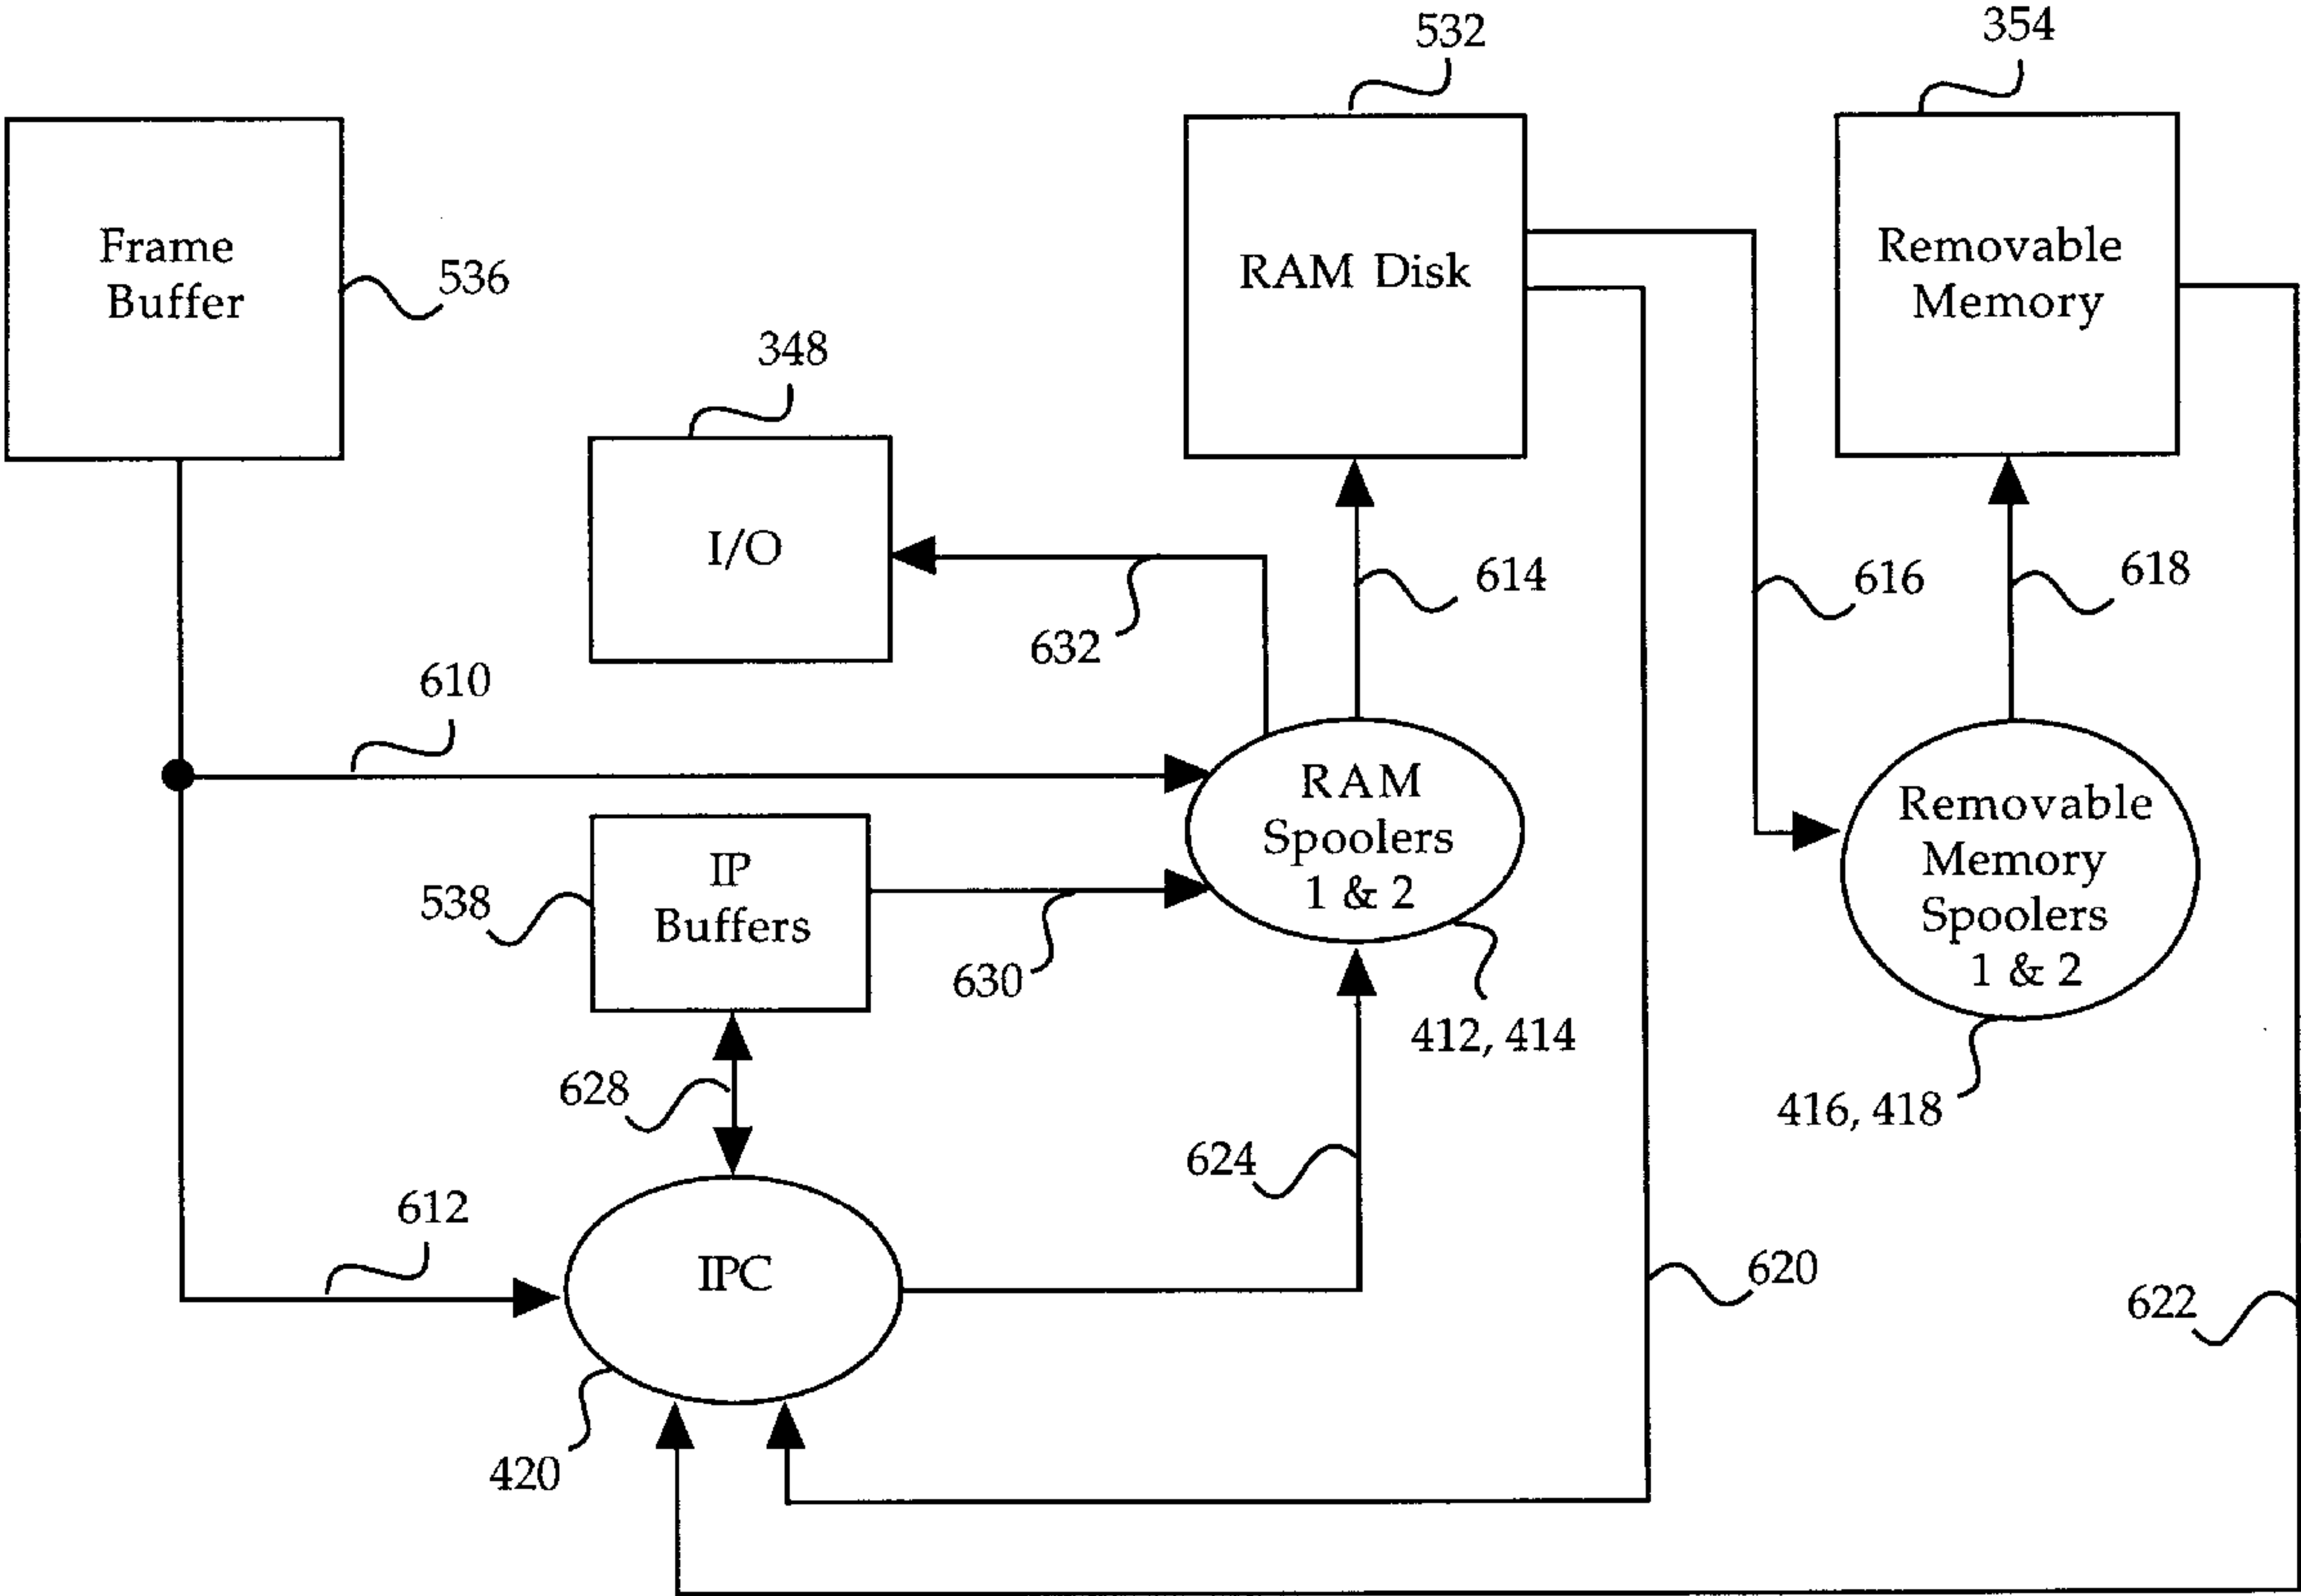 532
354
Frame
Buffer
536
RAM Disk
Removable
Memory
348
I/O
614
616
618
632
610
RAM
Spoolers
1 & 2
Removable
Memory
Spoolers
1 & 2
IP
Buffers
538
630
412, 414
628
416, 418
624
612
IPC
620
622
420